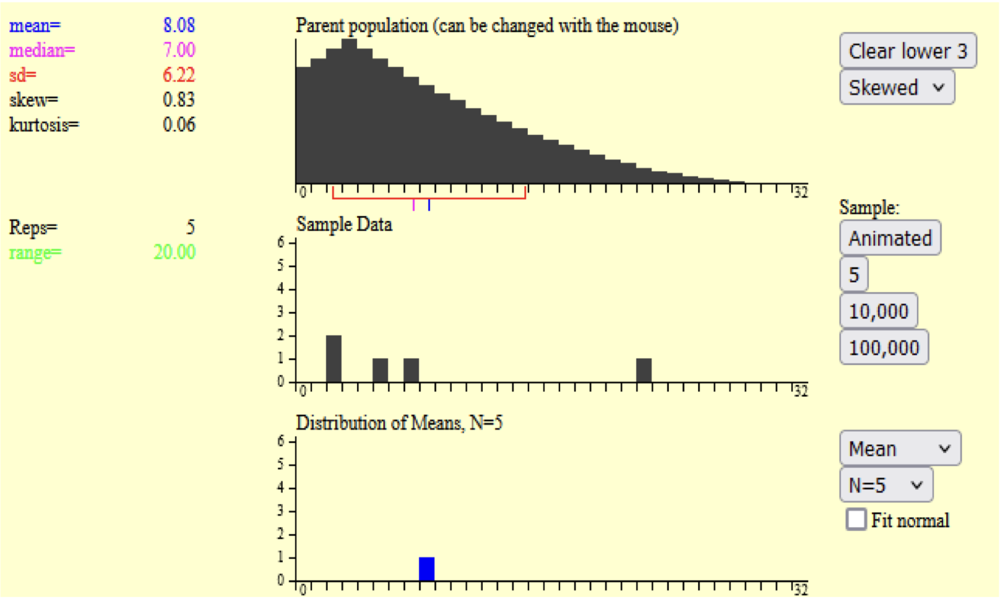 mean= 8.08
median= 7.00
sd= 6.22
skew= 0.83
kurtosis= 0.06
Parent population (can be changed with the mouse)
0 32
Clear lower 3
Skewed
Reps= 5
range= 20.00
Sample Data
6
5
4
3
2
1
0
0 32
Sample:
Animated
5
10,000
100,000
Distribution of Means, N=5
6
5
4
3
2
1
0
0 32
Mean
N=5
Fit normal